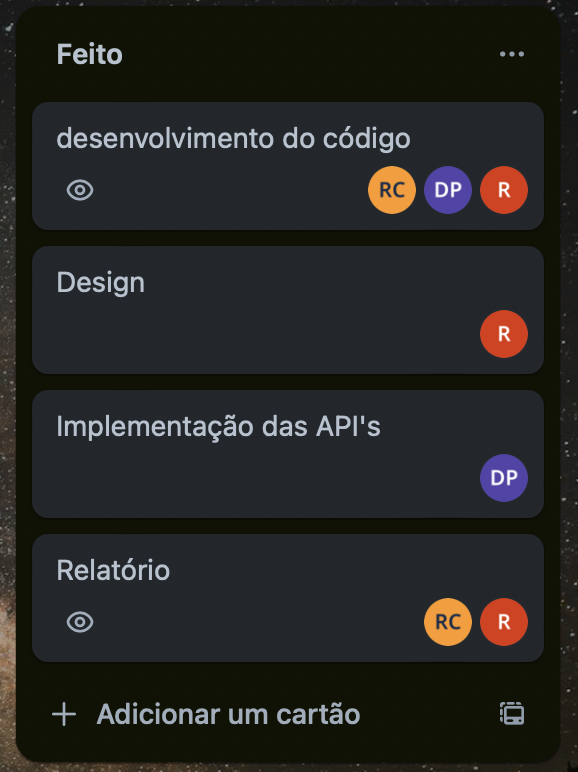 Feito
desenvolvimento do código
RC DP R
Design
R
Implementação das API's
DP
Relatório
RC R
Adicionar um cartão